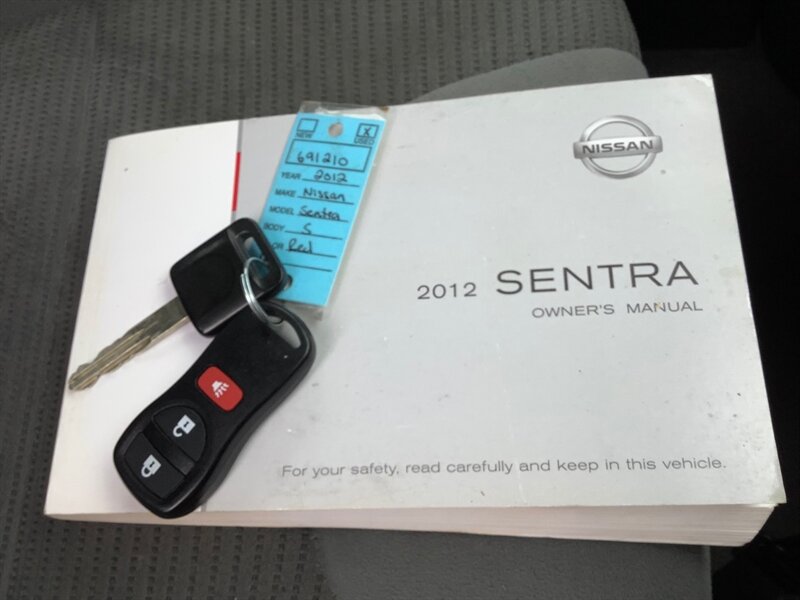 NEW
X
USED
691210
YEAR 2012
MAKE Nissan
MODEL Sentra
BODY S
OR Red
NISSAN
2012 SENTRA
OWNER'S MANUAL
For your safety, read carefully and keep in this vehicle.